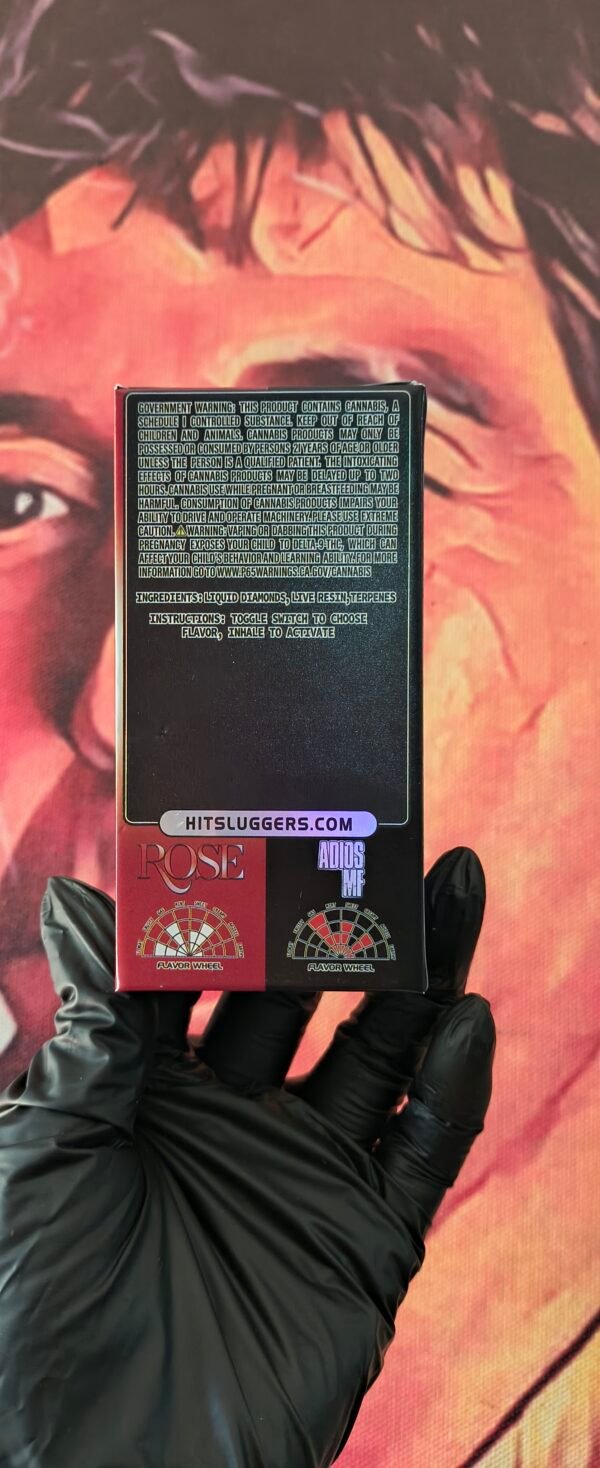 GOVERNMENT WARNING: THIS PRODUCT CONTAINS CANNABIS, A
SCHEDULE I CONTROLLED SUBSTANCE. KEEP OUT OF REACH OF
CHILDREN AND ANIMALS. CANNABIS PRODUCTS MAY ONLY BE
POSSESSED OR CONSUMED BY PERSONS 21 YEARS OF AGE OR OLDER
UNLESS THE PERSON IS A QUALIFIED PATIENT. THE INTOXICATING
EFFECTS OF CANNABIS PRODUCTS MAY BE DELAYED UP TO TWO
HOURS. CANNABIS USE WHILE PREGNANT OR BREASTFEEDING MAY BE
HARMFUL. CONSUMPTION OF CANNABIS PRODUCTS IMPAIRS YOUR
ABILITY TO DRIVE AND OPERATE MACHINERY. PLEASE USE EXTREME
CAUTION. ⚠ WARNING: VAPING OR DABBING THIS PRODUCT DURING
PREGNANCY EXPOSES YOUR CHILD TO DELTA-9-THC, WHICH CAN
AFFECT YOUR CHILD'S BEHAVIOR AND LEARNING ABILITY. FOR MORE
INFORMATION GO TO WWW.P65WARNINGS.CA.GOV/CANNABIS
INGREDIENTS: LIQUID DIAMONDS, LIVE RESIN, TERPENES
INSTRUCTIONS: TOGGLE SWITCH TO CHOOSE
FLAVOR, INHALE TO ACTIVATE
HITSLUGGERS.COM
ROSE
FLAVOR WHEEL
ADIOS
MF
FLAVOR WHEEL